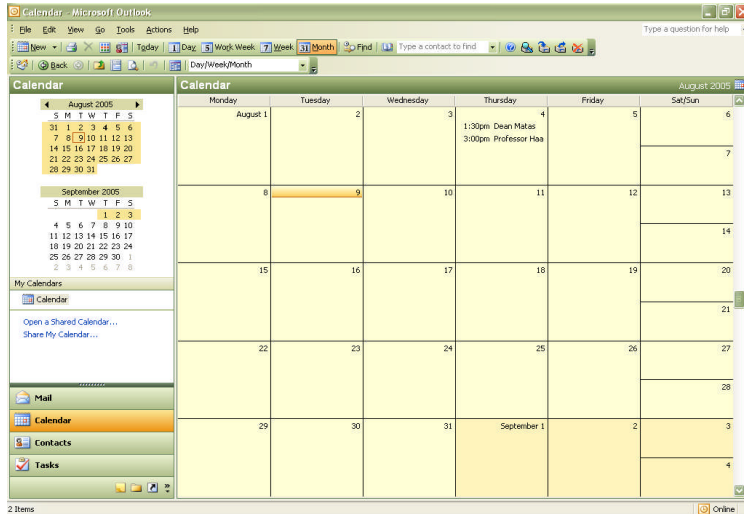 Calendar - Microsoft Outlook
File Edit View Go Tools Actions Help Type a question for help
New Today 1 Day 5 Work Week 7 Week 31 Month Find Type a contact to find
Back Day/Week/Month
Calendar
August 2005
S M T W T F S
31 1 2 3 4 5 6
7 8 9 10 11 12 13
14 15 16 17 18 19 20
21 22 23 24 25 26 27
28 29 30 31
September 2005
S M T W T F S
1 2 3
4 5 6 7 8 9 10
11 12 13 14 15 16 17
18 19 20 21 22 23 24
25 26 27 28 29 30 1
2 3 4 5 6 7 8
My Calendars
Calendar
Open a Shared Calendar...
Share My Calendar...
Mail
Calendar
Contacts
Tasks
Calendar August 2005
Monday Tuesday Wednesday Thursday Friday Sat/Sun
August 1 2 3 4 5 6
1:30pm Dean Matas
3:00pm Professor Haa
7
8 9 10 11 12 13
14
15 16 17 18 19 20
21
22 23 24 25 26 27
28
29 30 31 September 1 2 3
4
2 Items Online